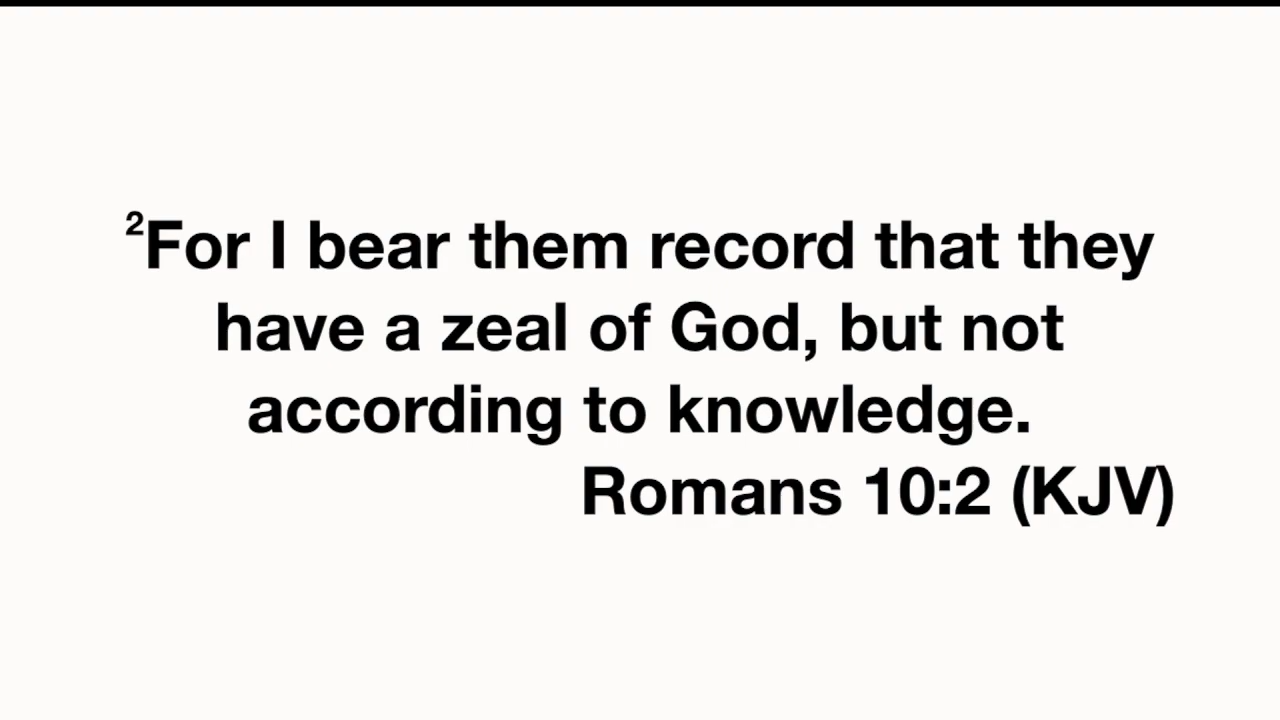 ²For I bear them record that they
have a zeal of God, but not
according to knowledge.
Romans 10:2 (KJV)